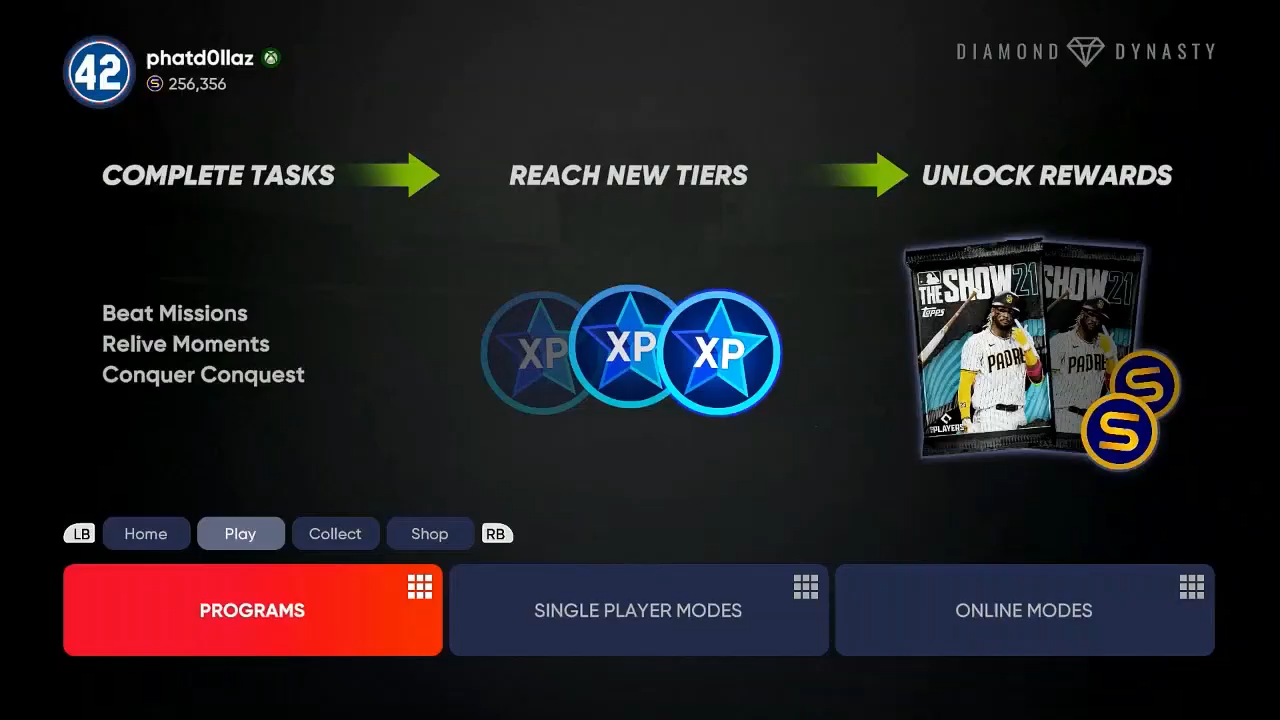 42
phatd0llaz
S 256,356
DIAMOND DYNASTY
COMPLETE TASKS
REACH NEW TIERS
UNLOCK REWARDS
Beat Missions
Relive Moments
Conquer Conquest
XP
XP
XP
THE SHOW 21
Topps
PADRE
PLAYERS
SHOW 21
PADRE
S
S
LB
Home
Play
Collect
Shop
RB
PROGRAMS
SINGLE PLAYER MODES
ONLINE MODES